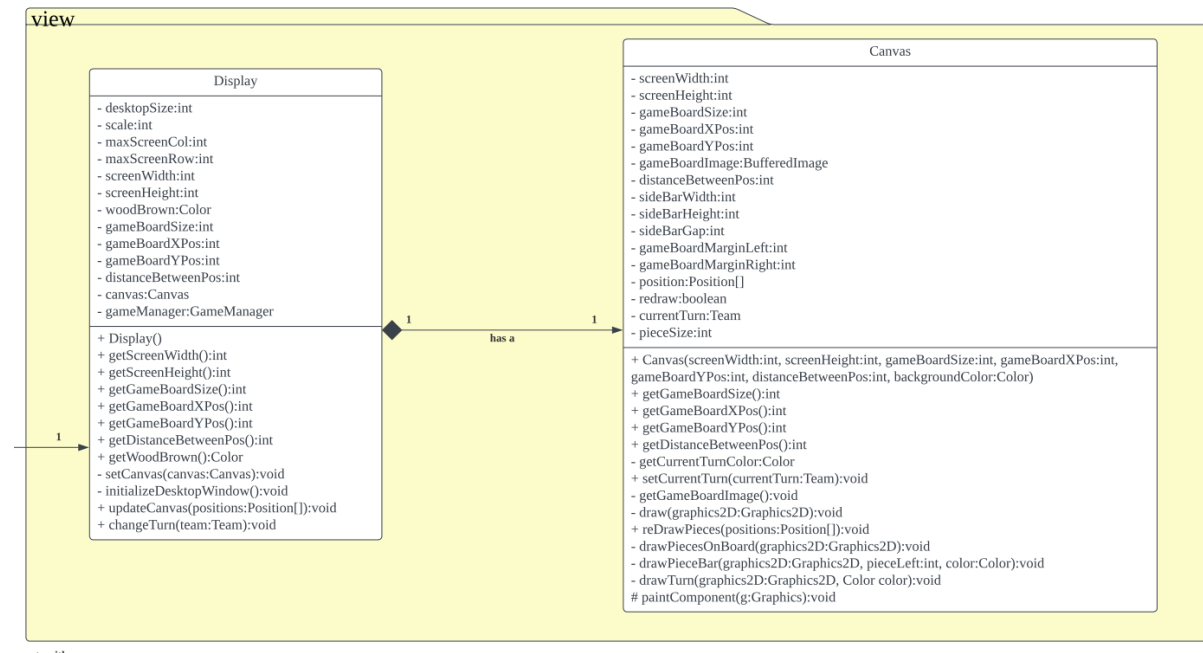 view
Display
- desktopSize:int
- scale:int
- maxScreenCol:int
- maxScreenRow:int
- screenWidth:int
- screenHeight:int
- woodBrown:Color
- gameBoardSize:int
- gameBoardXPos:int
- gameBoardYPos:int
- distanceBetweenPos:int
- canvas:Canvas
- gameManager:GameManager
+ Display()
+ getScreenWidth():int
+ getScreenHeight():int
+ getGameBoardSize():int
+ getGameBoardXPos():int
+ getGameBoardYPos():int
+ getDistanceBetweenPos():int
+ getWoodBrown():Color
- setCanvas(canvas:Canvas):void
- initializeDesktopWindow():void
+ updateCanvas(positions:Position[]):void
+ changeTurn(team:Team):void
1
1
has a
1
Canvas
- screenWidth:int
- screenHeight:int
- gameBoardSize:int
- gameBoardXPos:int
- gameBoardYPos:int
- gameBoardImage:BufferedImage
- distanceBetweenPos:int
- sideBarWidth:int
- sideBarHeight:int
- sideBarGap:int
- gameBoardMarginLeft:int
- gameBoardMarginRight:int
- position:Position[]
- redraw:boolean
- currentTurn:Team
- pieceSize:int
+ Canvas(screenWidth:int, screenHeight:int, gameBoardSize:int, gameBoardXPos:int,
gameBoardYPos:int, distanceBetweenPos:int, backgroundColor:Color)
+ getGameBoardSize():int
+ getGameBoardXPos():int
+ getGameBoardYPos():int
+ getDistanceBetweenPos():int
- getCurrentTurnColor:Color
+ setCurrentTurn(currentTurn:Team):void
- getGameBoardImage():void
- draw(graphics2D:Graphics2D):void
+ reDrawPieces(positions:Position[]):void
- drawPiecesOnBoard(graphics2D:Graphics2D):void
- drawPieceBar(graphics2D:Graphics2D, pieceLeft:int, color:Color):void
- drawTurn(graphics2D:Graphics2D, Color color):void
# paintComponent(g:Graphics):void